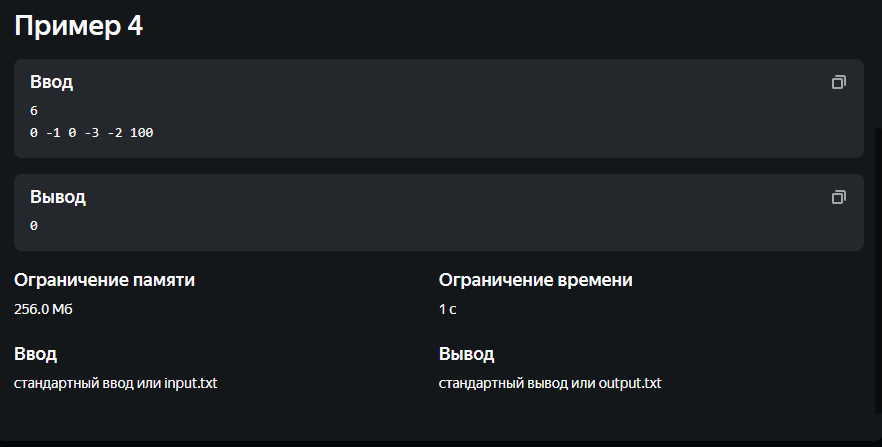 Пример 4
Ввод
6
0 -1 0 -3 -2 100
Вывод
0
Ограничение памяти
256.0 Мб
Ограничение времени
1 с
Ввод
стандартный ввод или input.txt
Вывод
стандартный вывод или output.txt